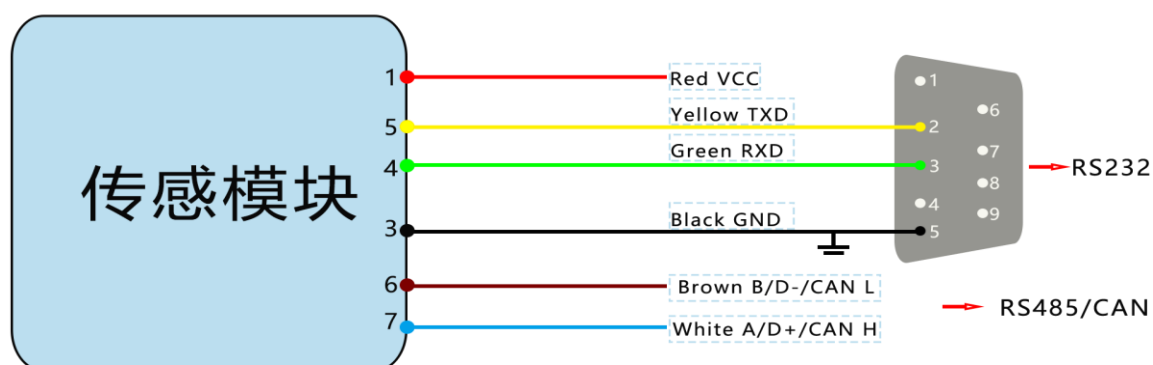 传感模块
1
Red VCC
5
Yellow TXD
4
Green RXD
3
Black GND
6
Brown B/D-/CAN L
7
White A/D+/CAN H
1
2
3
4
5
6
7
8
9
RS232
RS485/CAN